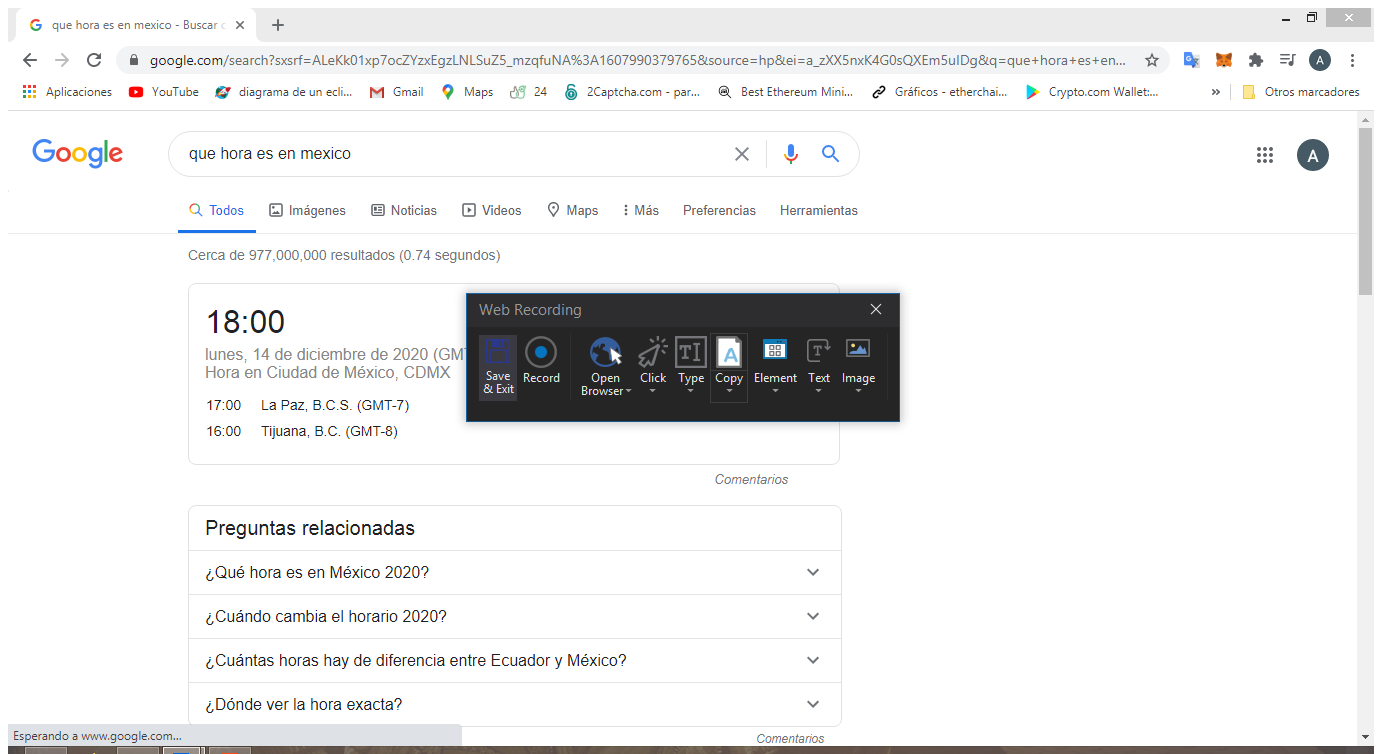 que hora es en mexico - Buscar c
google.com/search?sxsrf=ALeKk01xp7ocZYzxEgzLNLSuZ5_mzqfuNA%3A1607990379765&source=hp&ei=a_zXX5nxK4G0sQXEm5uIDg&q=que+hora+es+en...
A
Aplicaciones YouTube diagrama de un ecli... Gmail Maps 24 2Captcha.com - par... Best Ethereum Mini... Gráficos - etherchai... Crypto.com Wallet:... » Otros marcadores
Google que hora es en mexico A
Todos Imágenes Noticias Videos Maps Más Preferencias Herramientas
Cerca de 977,000,000 resultados (0.74 segundos)
18:00
lunes, 14 de diciembre de 2020 (GMT
Hora en Ciudad de México, CDMX
17:00 La Paz, B.C.S. (GMT-7)
16:00 Tijuana, B.C. (GMT-8)
Web Recording
Save & Exit Record Open Browser Click Type Copy Element Text Image
Comentarios
Preguntas relacionadas
¿Qué hora es en México 2020?
¿Cuándo cambia el horario 2020?
¿Cuántas horas hay de diferencia entre Ecuador y México?
¿Dónde ver la hora exacta?
Esperando a www.google.com...
Comentarios